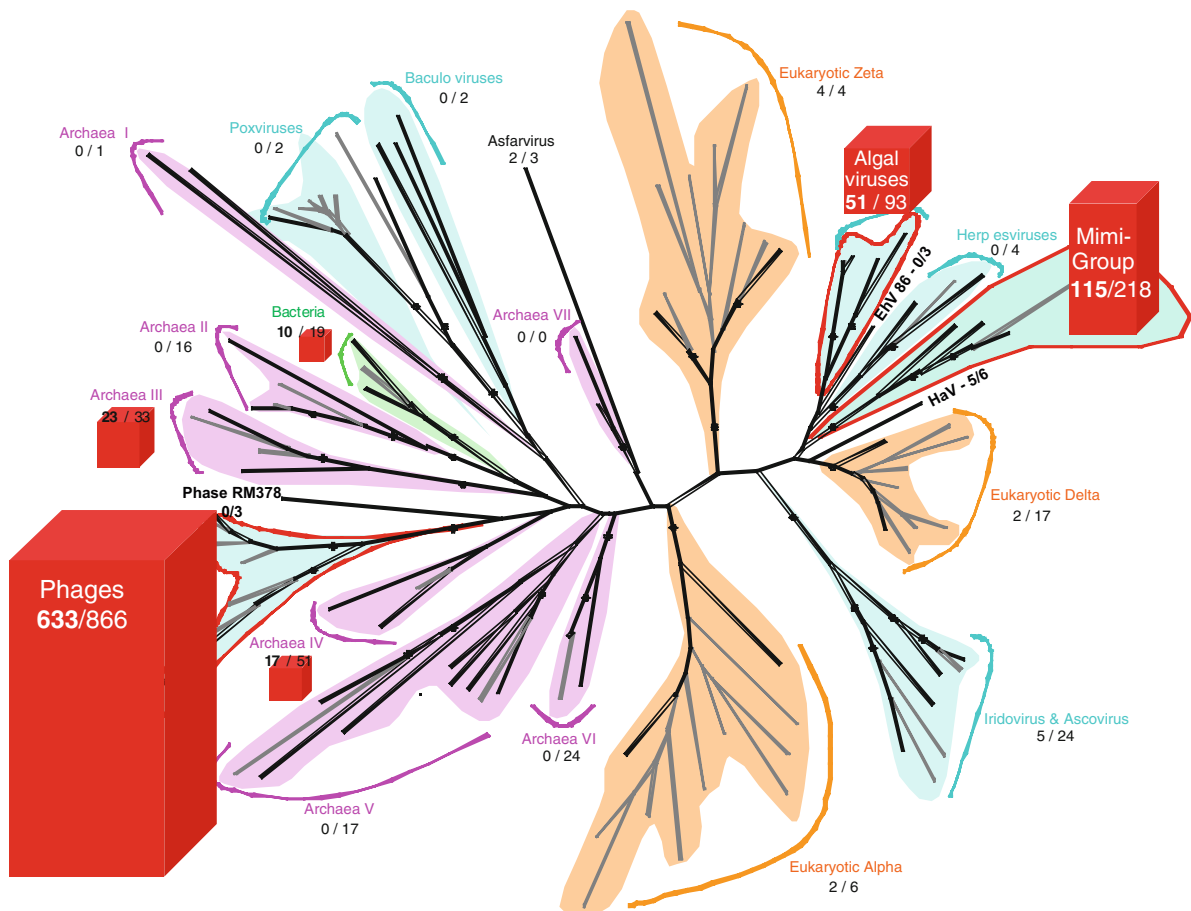 Eukaryotic Zeta
4 / 4
Baculo viruses
0 / 2
Poxviruses
0 / 2
Archaea I
0 / 1
Asfarvirus
2 / 3
Algal
viruses
51 / 93
Herp esviruses
0 / 4
Mimi-
Group
115/218
EhV 86 - 0/3
HaV - 5/6
Archaea VII
0 / 0
Bacteria
10 / 19
Archaea II
0 / 16
Archaea III
23 / 33
Phase RM378
0/3
Eukaryotic Delta
2 / 17
Phages
633/866
Archaea IV
17 / 51
Archaea VI
0 / 24
Iridovirus & Ascovirus
5 / 24
Archaea V
0 / 17
Eukaryotic Alpha
2 / 6